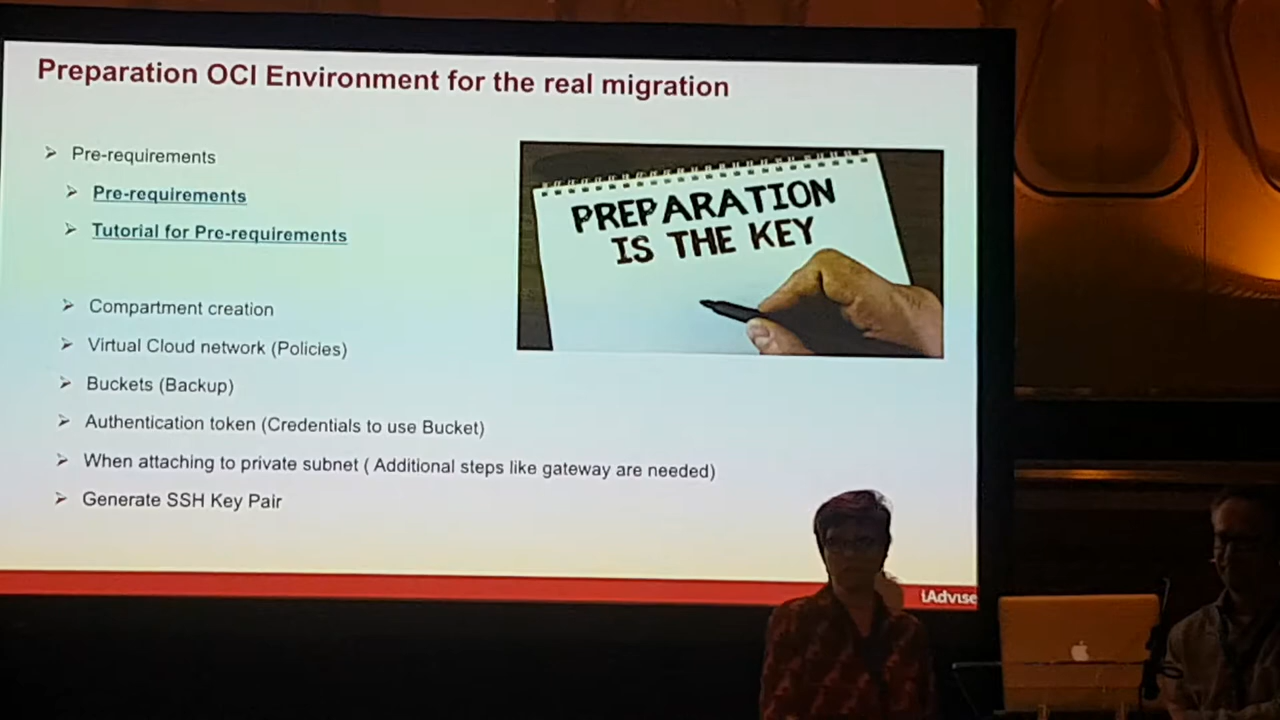 Preparation OCI Environment for the real migration
Pre-requirements
Pre-requirements
Tutorial for Pre-requirements
Compartment creation
Virtual Cloud network (Policies)
Buckets (Backup)
Authentication token (Credentials to use Bucket)
When attaching to private subnet ( Additional steps like gateway are needed)
Generate SSH Key Pair
PREPARATION
IS THE KEY
iAdvise